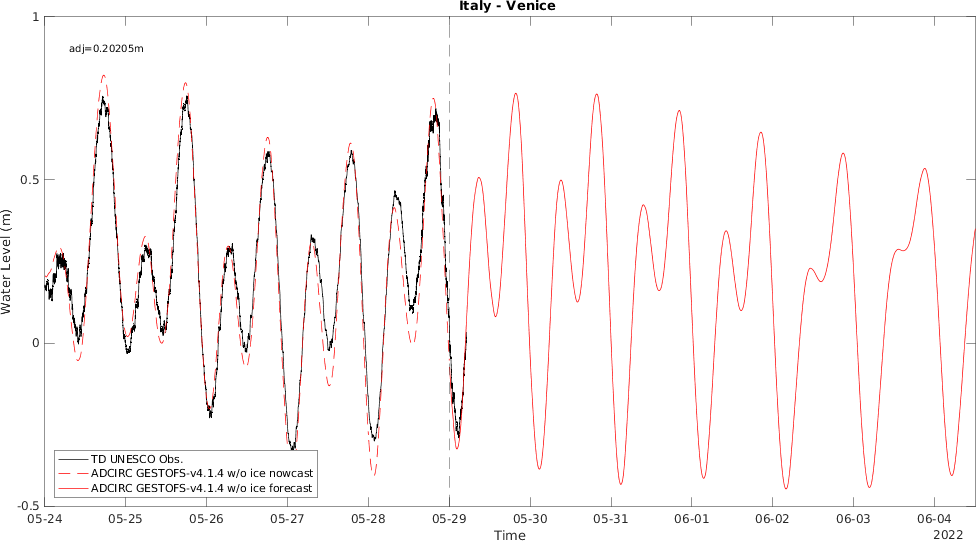 Italy - Venice
adj=0.20205m
1
0.5
0
-0.5
Water Level (m)
TD UNESCO Obs.
ADCIRC GESTOFS-v4.1.4 w/o ice nowcast
ADCIRC GESTOFS-v4.1.4 w/o ice forecast
05-24 05-25 05-26 05-27 05-28 05-29 05-30 05-31 06-01 06-02 06-03 06-04
Time
2022